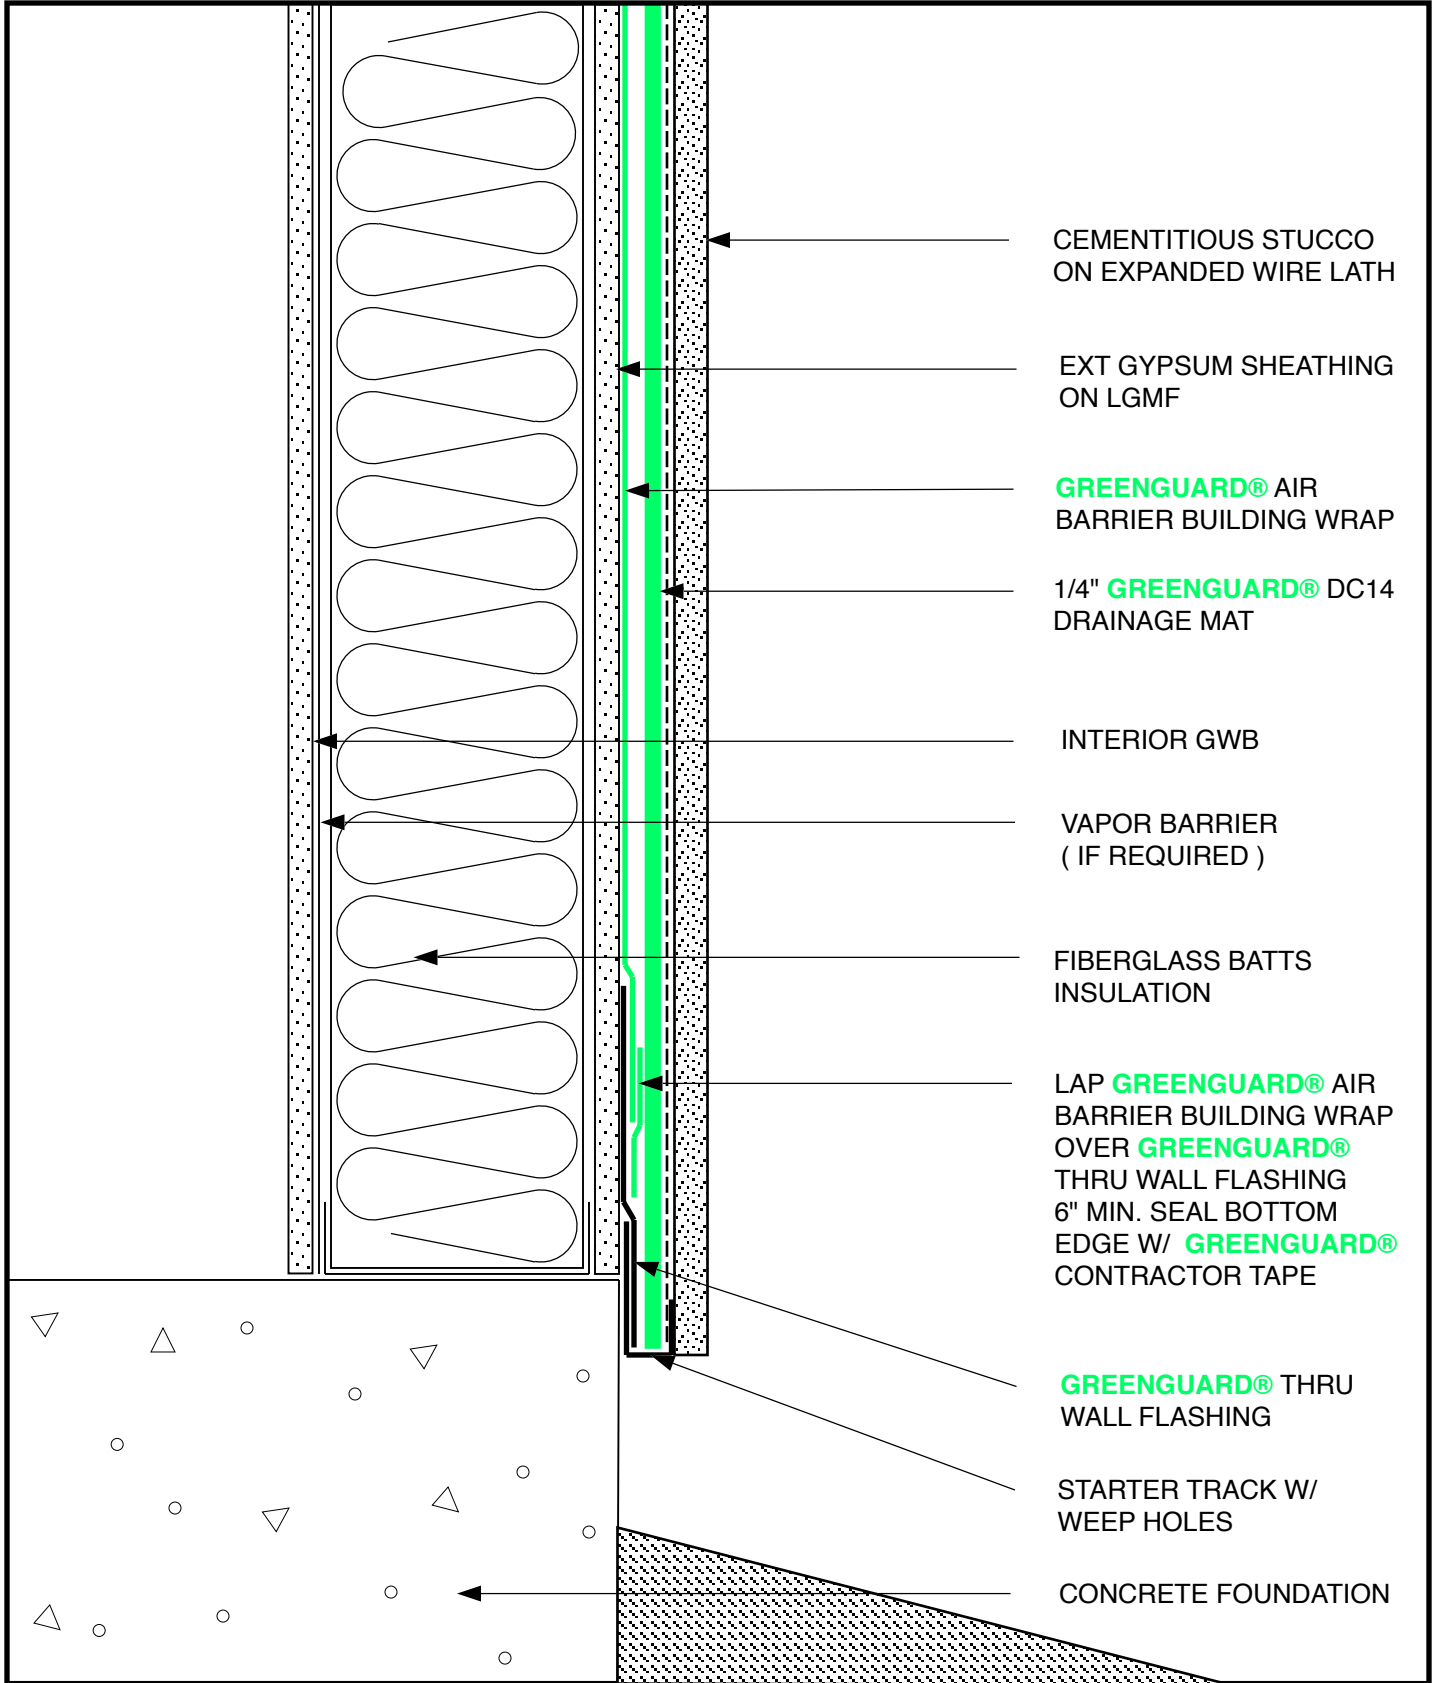 CEMENTITIOUS STUCCO
ON EXPANDED WIRE LATH
EXT GYPSUM SHEATHING
ON LGMF
GREENGUARD® AIR
BARRIER BUILDING WRAP
1/4" GREENGUARD® DC14
DRAINAGE MAT
INTERIOR GWB
VAPOR BARRIER
( IF REQUIRED )
FIBERGLASS BATTS
INSULATION
LAP GREENGUARD® AIR
BARRIER BUILDING WRAP
OVER GREENGUARD®
THRU WALL FLASHING
6" MIN. SEAL BOTTOM
EDGE W/ GREENGUARD®
CONTRACTOR TAPE
GREENGUARD® THRU
WALL FLASHING
STARTER TRACK W/
WEEP HOLES
CONCRETE FOUNDATION